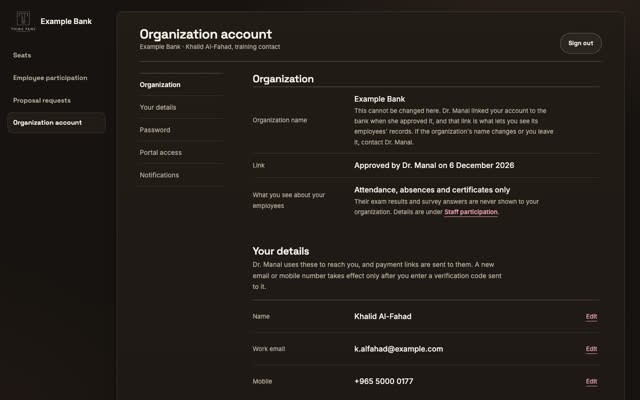 THINK FENS
Example Bank
Seats
Employee participation
Proposal requests
Organization account
Organization account
Example Bank · Khalid Al-Fahad, training contact
Sign out
Organization
Your details
Password
Portal access
Notifications
Organization
Organization name
Example Bank
This cannot be changed here. Dr. Manal linked your account to the
bank when she approved it, and that link is what lets you see its
employees' records. If the organization's name changes or you leave
it, contact Dr. Manal.
Link
Approved by Dr. Manal on 6 December 2026
What you see about your
employees
Attendance, absences and certificates only
Their exam results and survey answers are never shown to your
organization. Details are under Staff participation.
Your details
Dr. Manal uses these to reach you, and payment links are sent to them. A new
email or mobile number takes effect only after you enter a verification code sent
to it.
Name
Khalid Al-Fahad
Edit
Work email
k.alfahad@example.com
Edit
Mobile
+965 5000 0177
Edit